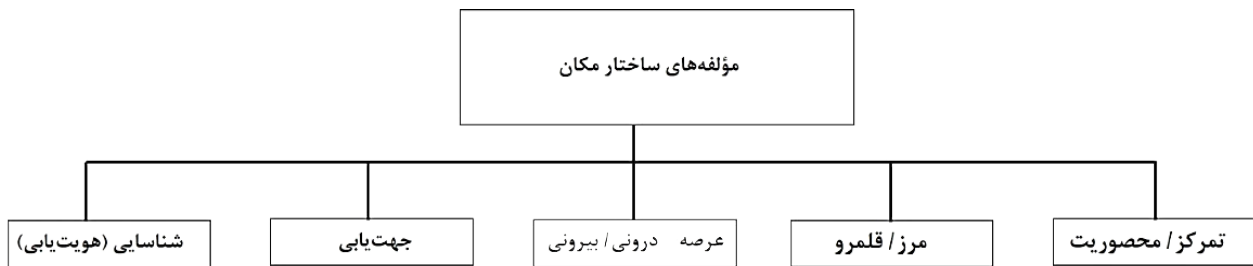 مؤلفه‌های ساختار مکان
تمرکز / محصوریت
مرز / قلمرو
عرصه درونی / بیرونی
جهت‌یابی
شناسایی (هویت‌یابی)